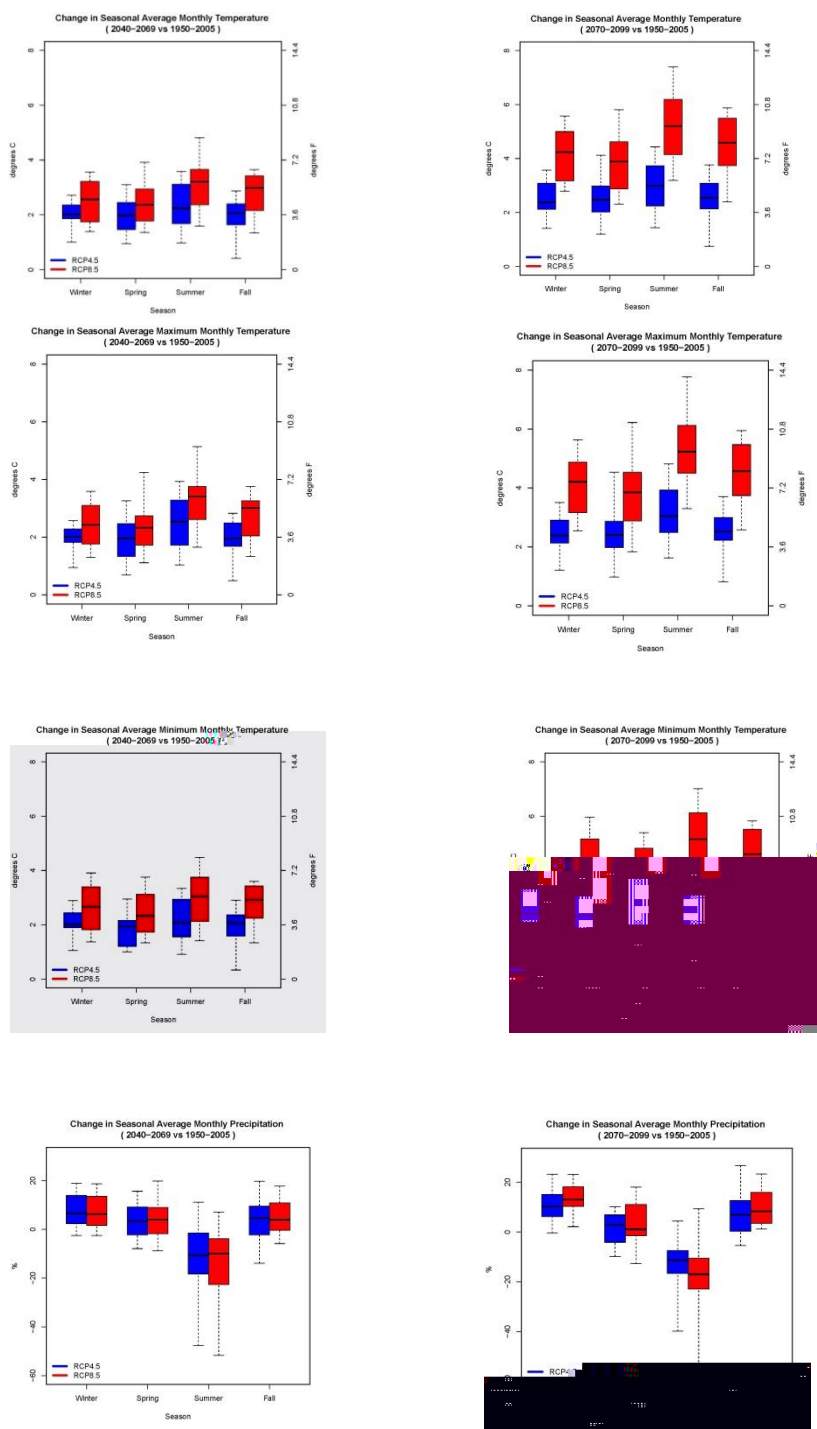 Change in Seasonal Average Monthly Temperature
( 2040−2069 vs 1950−2005 )
8
6
4
2
0
degrees C
14.4
10.8
7.2
3.6
0
degrees F
RCP4.5
RCP8.5
Winter Spring Summer Fall
Season
Change in Seasonal Average Monthly Temperature
( 2070−2099 vs 1950−2005 )
8
6
4
2
0
degrees C
14.4
10.8
7.2
3.6
0
degrees F
RCP4.5
RCP8.5
Winter Spring Summer Fall
Season
Change in Seasonal Average Maximum Monthly Temperature
( 2040−2069 vs 1950−2005 )
8
6
4
2
0
degrees C
14.4
10.8
7.2
3.6
0
degrees F
RCP4.5
RCP8.5
Winter Spring Summer Fall
Season
Change in Seasonal Average Maximum Monthly Temperature
( 2070−2099 vs 1950−2005 )
8
6
4
2
0
degrees C
14.4
10.8
7.2
3.6
0
degrees F
RCP4.5
RCP8.5
Winter Spring Summer Fall
Season
Change in Seasonal Average Minimum Monthly Temperature
( 2040−2069 vs 1950−2005
8
6
4
2
0
degrees C
14.4
10.8
7.2
3.6
0
degrees F
RCP4.5
RCP8.5
Winter Spring Summer Fall
Season
Change in Seasonal Average Minimum Monthly Temperature
( 2070−2099 vs 1950−2005 )
8
6
14.4
10.8
Change in Seasonal Average Monthly Precipitation
( 2040−2069 vs 1950−2005 )
20
0
−20
−40
−60
%
RCP4.5
RCP8.5
Winter Spring Summer Fall
Season
Change in Seasonal Average Monthly Precipitation
( 2070−2099 vs 1950−2005 )
20
0
−20
−40
%